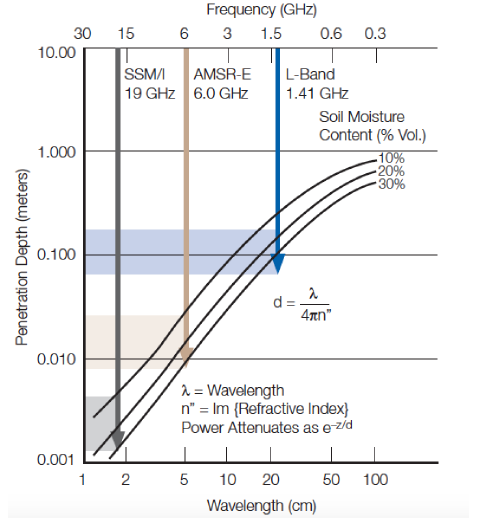 Frequency (GHz)
30 15 6 3 1.5 0.6 0.3
10.00
SSM/I AMSR-E L-Band
19 GHz 6.0 GHz 1.41 GHz
Soil Moisture
Content (% Vol.)
1.000
10%
20%
30%
Penetration Depth (meters)
0.100
d = λ
4πn"
0.010
λ = Wavelength
n" = Im {Refractive Index}
Power Attenuates as e-z/d
0.001
1 2 5 10 20 50 100
Wavelength (cm)